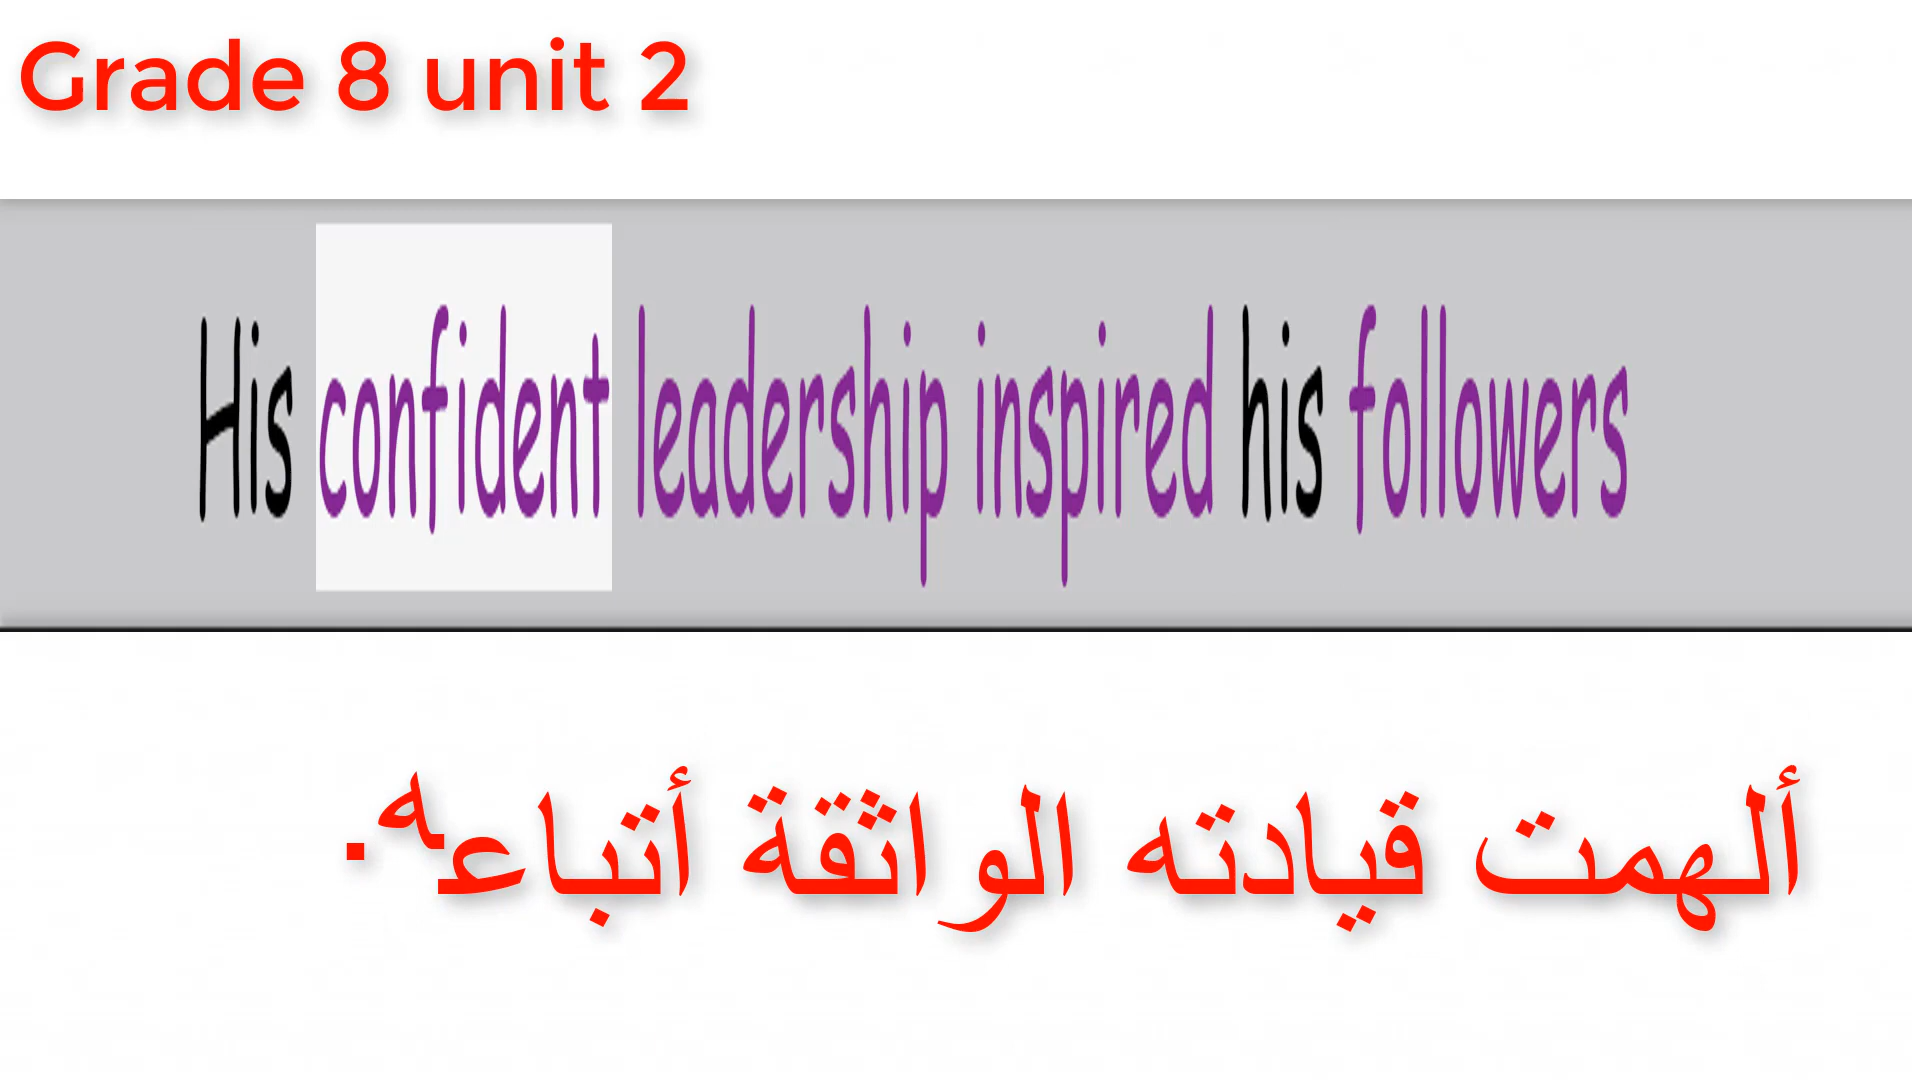 Grade 8 unit 2
His confident leadership inspired his followers
ألهمت قيادته الواثقة أتباعه.